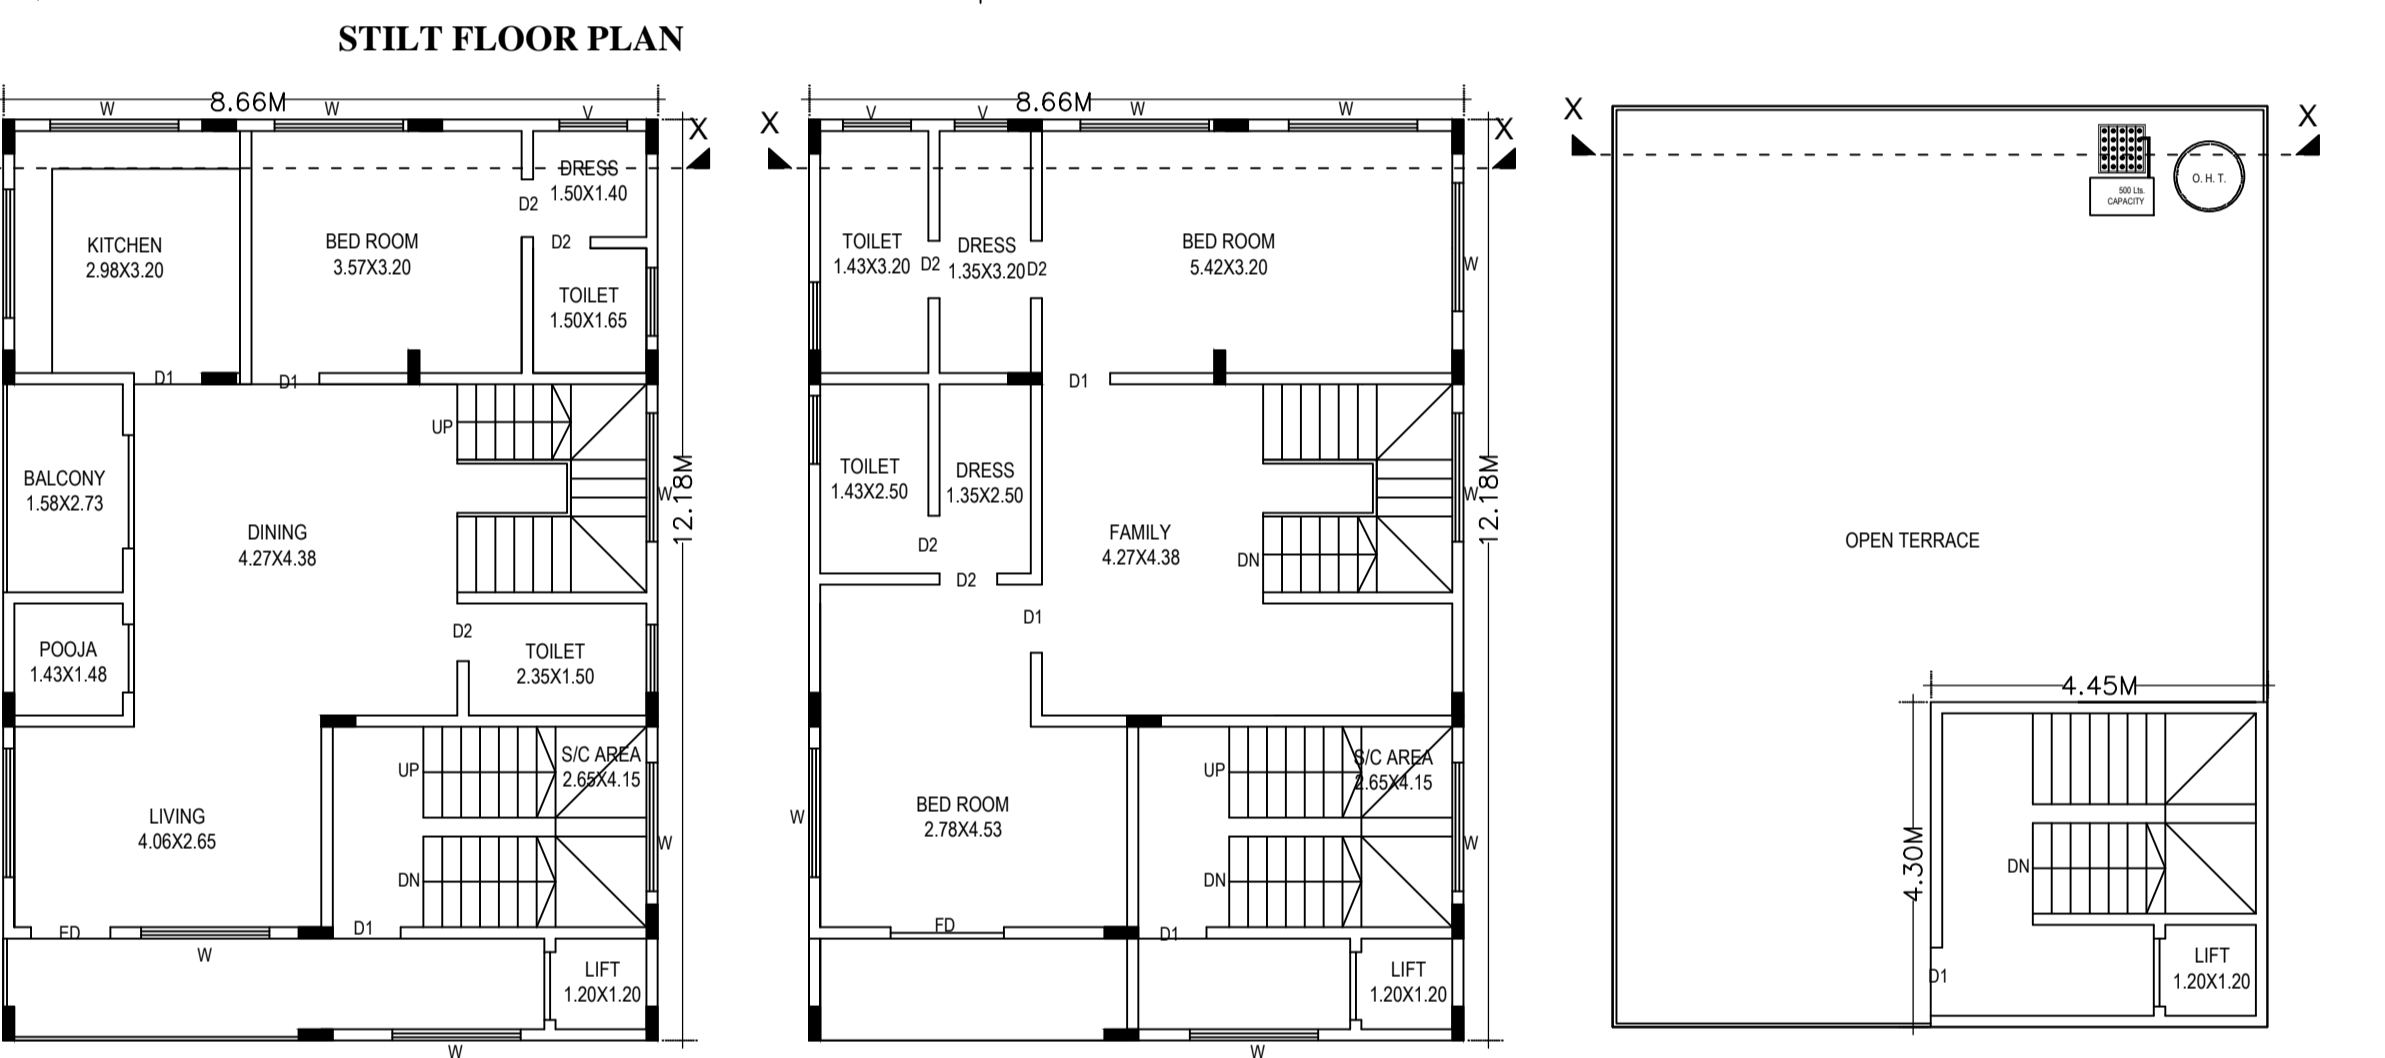 STILT FLOOR PLAN
8.66M
W
W
V
X
DRESS
1.50X1.40
D2
D2
KITCHEN
2.98X3.20
BED ROOM
3.57X3.20
TOILET
1.50X1.65
D1
D1
UP
BALCONY
1.58X2.73
W
12.18M
DINING
4.27X4.38
D2
POOJA
1.43X1.48
TOILET
2.35X1.50
S/C AREA
2.65X4.15
UP
LIVING
4.06X2.65
W
DN
FD
D1
W
LIFT
1.20X1.20
W
8.66M
V
V
W
W
X
X
TOILET
1.43X3.20
D2
DRESS
1.35X3.20
D2
BED ROOM
5.42X3.20
W
D1
TOILET
1.43X2.50
DRESS
1.35X2.50
W
12.18M
FAMILY
4.27X4.38
D2
DN
D2
D1
S/C AREA
2.65X4.15
UP
W
BED ROOM
2.78X4.53
W
DN
FD
D1
LIFT
1.20X1.20
W
X
X
500 Lts.
CAPACITY
O. H. T.
OPEN TERRACE
4.45M
4.30M
DN
D1
LIFT
1.20X1.20